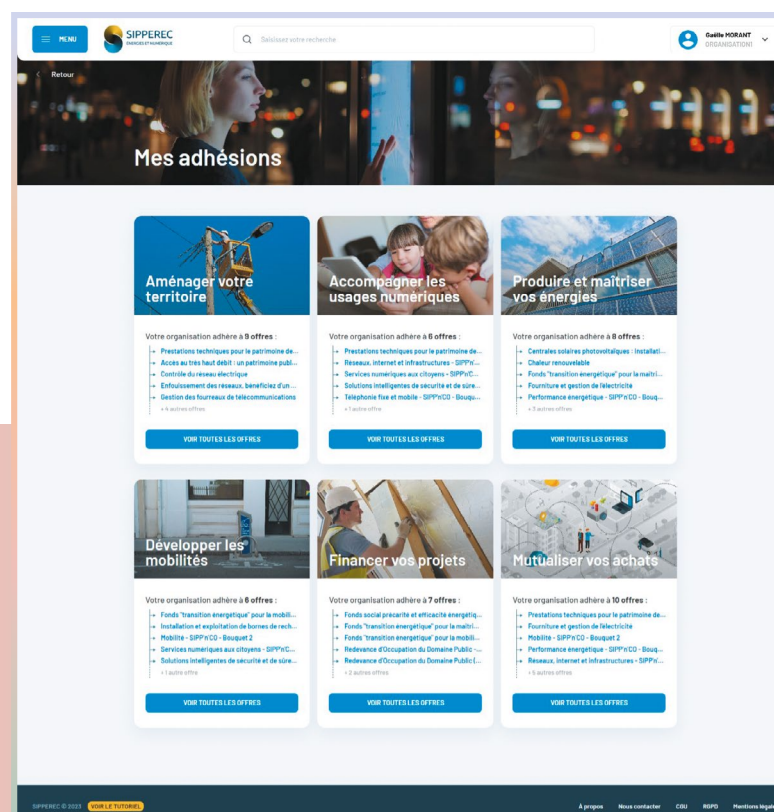 MENU
SIPPEREC
ÉNERGIES ET NUMÉRIQUE
Saisissez votre recherche
Gaëlle MORANT
ORGANISATION1
Retour
Mes adhésions
Aménager votre
territoire
Votre organisation adhère à 9 offres :
Prestations techniques pour le patrimoine de...
Accès au très haut débit : un patrimoine publ...
Contrôle du réseau électrique
Enfouissement des réseaux, bénéficiez d'un ...
Gestion des fourreaux de télécommunications
+ 4 autres offres
VOIR TOUTES LES OFFRES
Accompagner les
usages numériques
Votre organisation adhère à 6 offres :
Prestations techniques pour le patrimoine de...
Réseaux, internet et infrastructures - SIPP'n'...
Services numériques aux citoyens - SIPP'n'C...
Solutions intelligentes de sécurité et de sûre...
Téléphonie fixe et mobile - SIPP'n'CO - Bouqu...
+ 1 autre offre
VOIR TOUTES LES OFFRES
Produire et maîtriser
vos énergies
Votre organisation adhère à 8 offres :
Centrales solaires photovoltaïques : Installati...
Chaleur renouvelable
Fonds "transition énergétique" pour la maîtri...
Fourniture et gestion de l'électricité
Performance énergétique - SIPP'n'CO - Bouq...
+ 3 autres offres
VOIR TOUTES LES OFFRES
Développer les
mobilités
Votre organisation adhère à 6 offres :
Fonds "transition énergétique" pour la mobili...
Installation et exploitation de bornes de rech...
Mobilité - SIPP'n'CO - Bouquet 2
Services numériques aux citoyens - SIPP'n'C...
Solutions intelligentes de sécurité et de sûre...
+ 1 autre offre
VOIR TOUTES LES OFFRES
Financer vos projets
Votre organisation adhère à 7 offres :
Fonds social précarité et efficacité énergétiq...
Fonds "transition énergétique" pour la maîtri...
Fonds "transition énergétique" pour la mobili...
Redevance d'Occupation du Domaine Public -...
Redevance d'Occupation du Domaine Public (...
+ 2 autres offres
VOIR TOUTES LES OFFRES
Mutualiser vos achats
Votre organisation adhère à 10 offres :
Prestations techniques pour le patrimoine de...
Fourniture et gestion de l'électricité
Mobilité - SIPP'n'CO - Bouquet 2
Performance énergétique - SIPP'n'CO - Bouq...
Réseaux, internet et infrastructures - SIPP'n'...
+ 5 autres offres
VOIR TOUTES LES OFFRES
SIPPEREC © 2023 VOIR LE TUTORIEL
À propos Nous contacter CGU RGPD Mentions légale